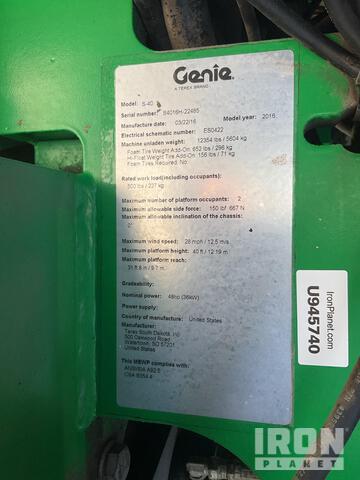 Genie
A TEREX BRAND
Model: S-40
Serial number: S4016H-22485
Manufacture date: 03/22/16 Model year: 2016
Electrical schematic number: ES0422
Machine unladen weight: 12354 lbs / 5604 kg
Foam Tire Weight Add-On: 652 lbs / 296 kg
Hi-Float Weight Tire Add-On: 156 lbs / 71 kg
Foam Tires Required: No
Rated work load(including occupants):
500 lbs / 227 kg
Maximum number of platform occupants: 2
Maximum allowable side force: 150 lbf 667 N
Maximum allowable inclination of the chassis:
Maximum wind speed: 28 mph / 12.5 m/s
Maximum platform height: 40 ft / 12.19 m
Maximum platform reach:
31 ft 8 in / 9.7 m
Gradeability:
Nominal power: 48hp (36kW)
Power supply:
Country of manufacture: United States
Manufacturer:
Terex South Dakota, Inc
500 Oakwood Road
Watertown, SD 57201
United States
This MEWP complies with:
ANSI/SIA A92.5
CSA B354.4
IronPlanet.com
U945740
IRON
PLANET